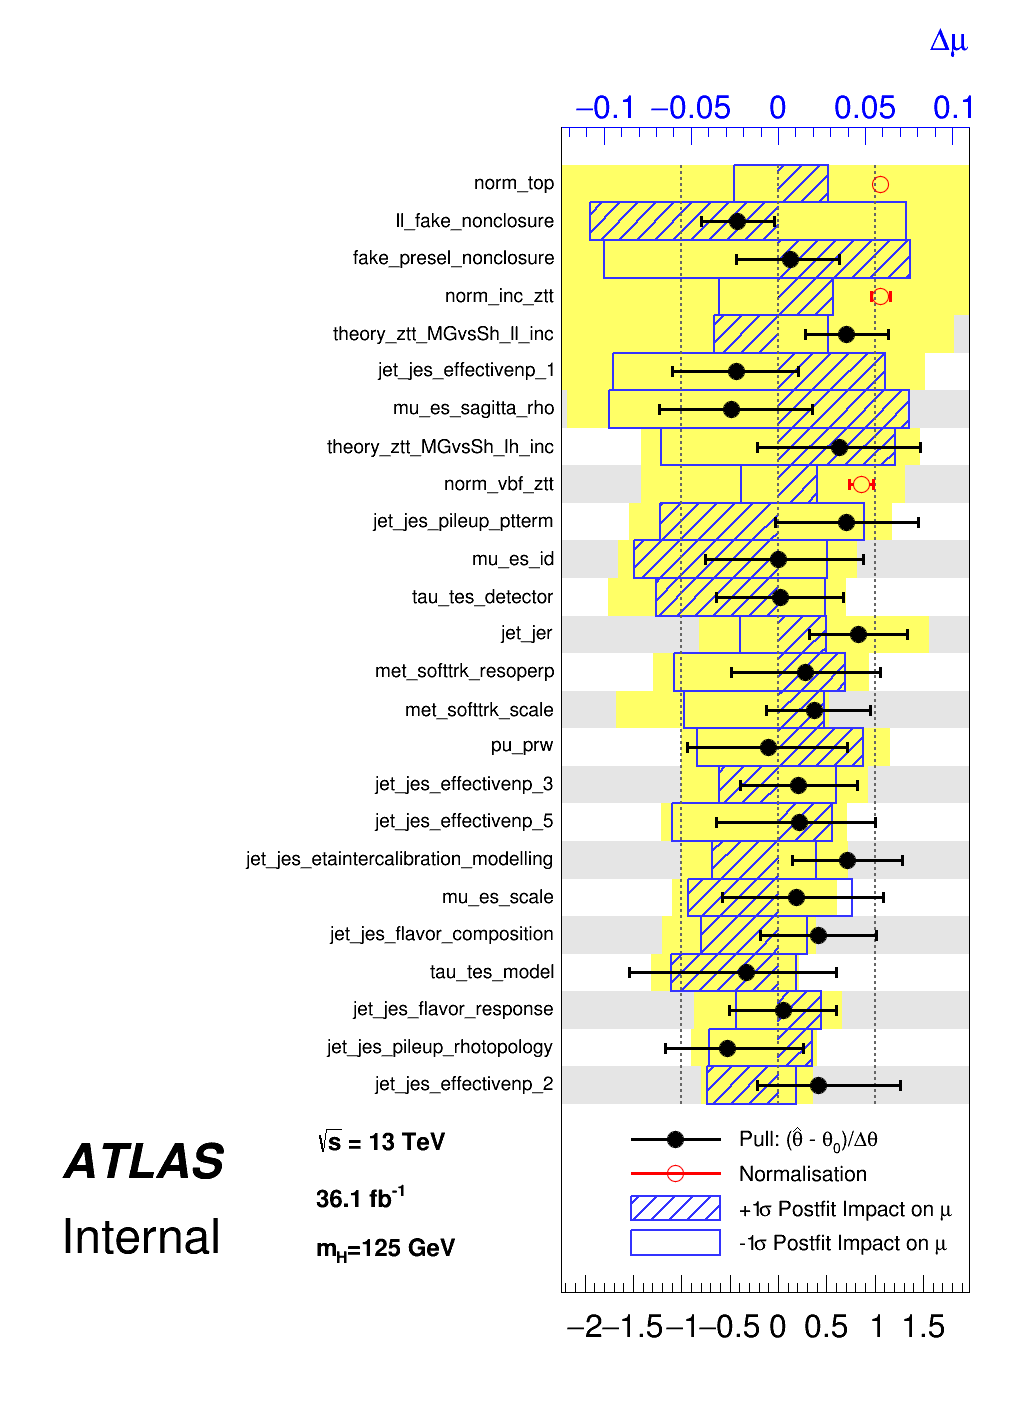 Δμ
−0.1 −0.05 0 0.05 0.1
norm_top
ll_fake_nonclosure
fake_presel_nonclosure
norm_inc_ztt
theory_ztt_MGvsSh_ll_inc
jet_jes_effectivenp_1
mu_es_sagitta_rho
theory_ztt_MGvsSh_lh_inc
norm_vbf_ztt
jet_jes_pileup_ptterm
mu_es_id
tau_tes_detector
jet_jer
met_softtrk_resoperp
met_softtrk_scale
pu_prw
jet_jes_effectivenp_3
jet_jes_effectivenp_5
jet_jes_etaintercalibration_modelling
mu_es_scale
jet_jes_flavor_composition
tau_tes_model
jet_jes_flavor_response
jet_jes_pileup_rhotopology
jet_jes_effectivenp_2
ATLAS
Internal
√s = 13 TeV
36.1 fb⁻¹
m_H=125 GeV
Pull: (θ̂ - θ₀)/Δθ
Normalisation
+1σ Postfit Impact on μ
-1σ Postfit Impact on μ
−2 −1.5 −1 −0.5 0 0.5 1 1.5